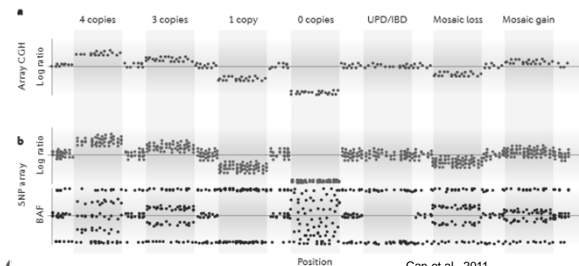 a
4 copies 3 copies 1 copy 0 copies UPD/IBD Mosaic loss Mosaic gain
Array CGH
Log ratio
b
SNP array
Log ratio
BAF
Position
2011